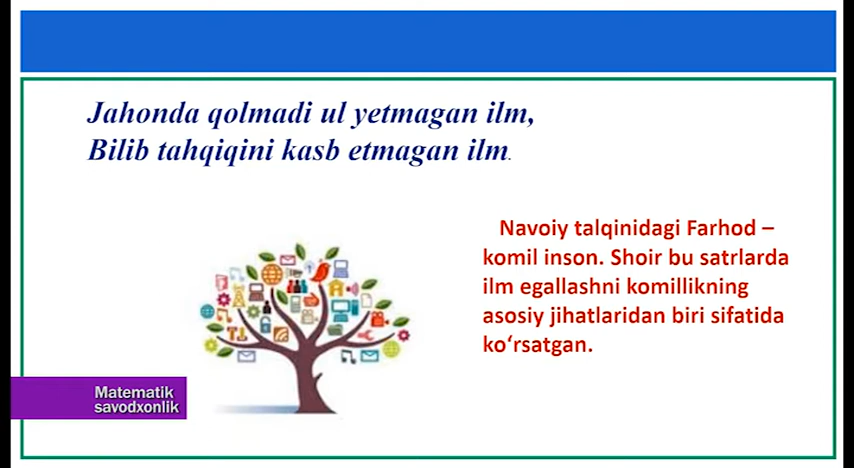 Jahonda qolmadi ul yetmagan ilm,
Bilib tahqiqini kasb etmagan ilm.
Navoiy talqinidagi Farhod –
komil inson. Shoir bu satrlarda
ilm egallashni komillikning
asosiy jihatlaridan biri sifatida
ko‘rsatgan.
Matematik
savodxonlik